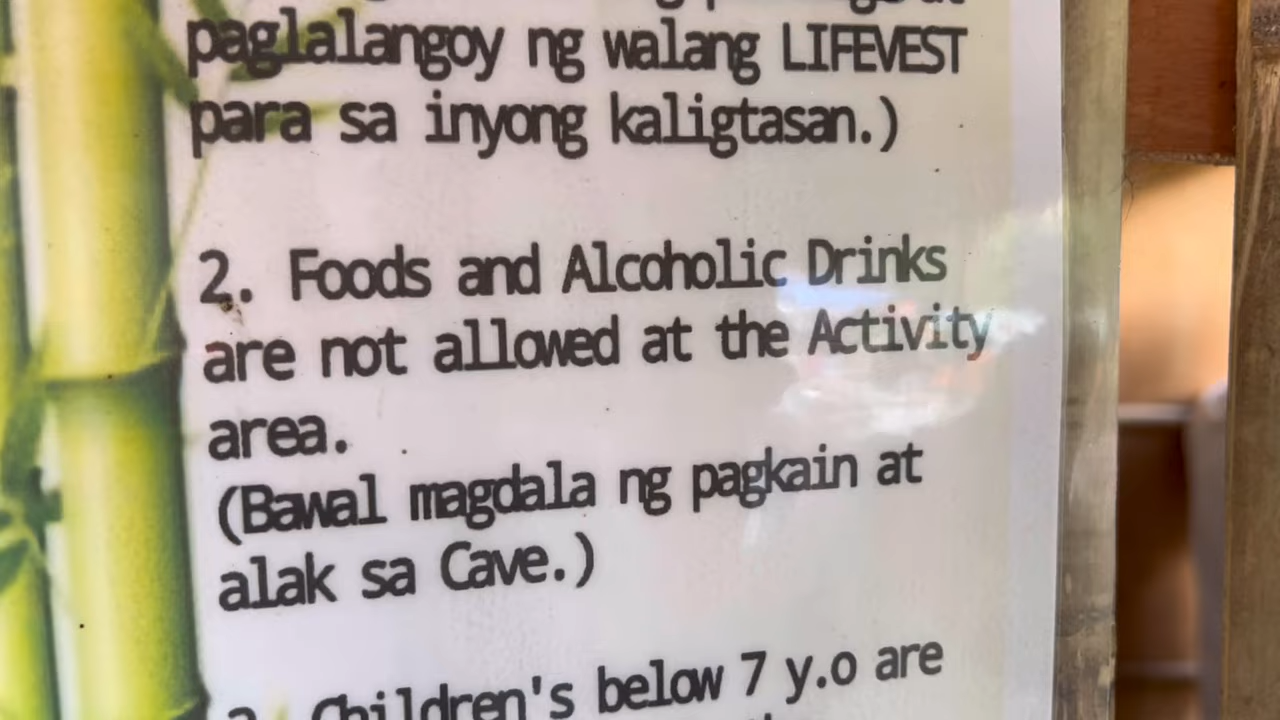 paglalangoy ng walang LIFEVEST
para sa inyong kaligtasan.)
2. Foods and Alcoholic Drinks
are not allowed at the Activity
area.
(Bawal magdala ng pagkain at
alak sa Cave.)
Children's below 7 y.o are